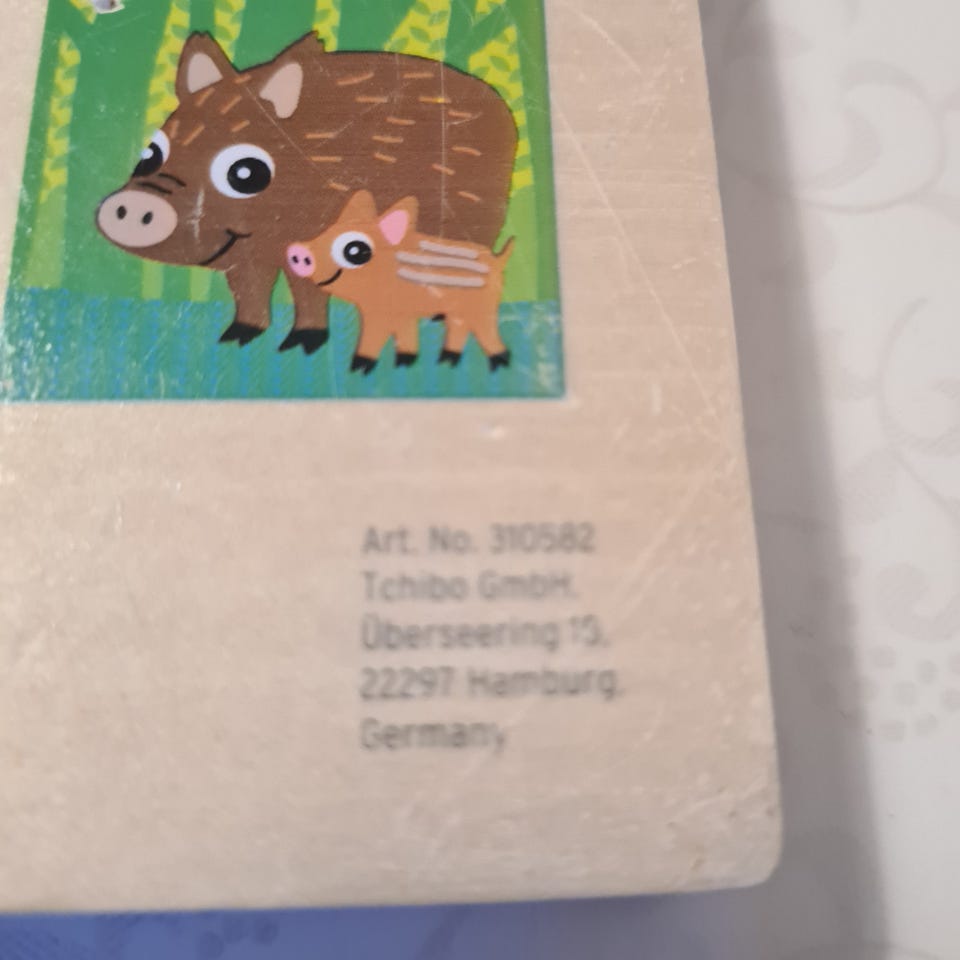 Art. No. 310582
Tchibo GmbH,
Überseering 18,
22297 Hamburg,
Germany